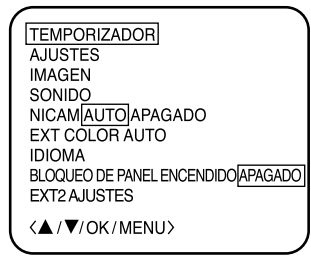 TEMPORIZADOR
AJUSTES
IMAGEN
SONIDO
NICAM AUTO APAGADO
EXT COLOR AUTO
IDIOMA
BLOQUEO DE PANEL ENCENDIDO APAGADO
EXT2 AJUSTES
〈▲/▼/OK/MENU〉